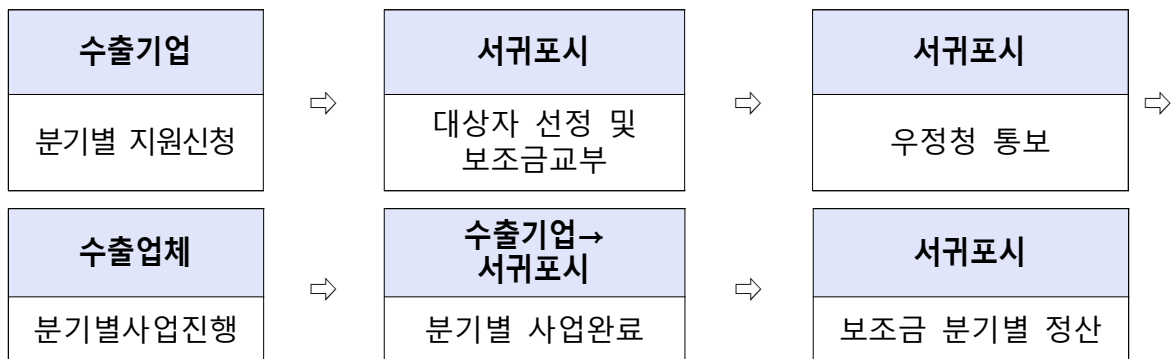 수출기업
분기별 지원신청
⇨
서귀포시
대상자 선정 및
보조금교부
⇨
서귀포시
우정청 통보
⇨
수출업체
분기별사업진행
⇨
수출기업→
서귀포시
분기별 사업완료
⇨
서귀포시
보조금 분기별 정산